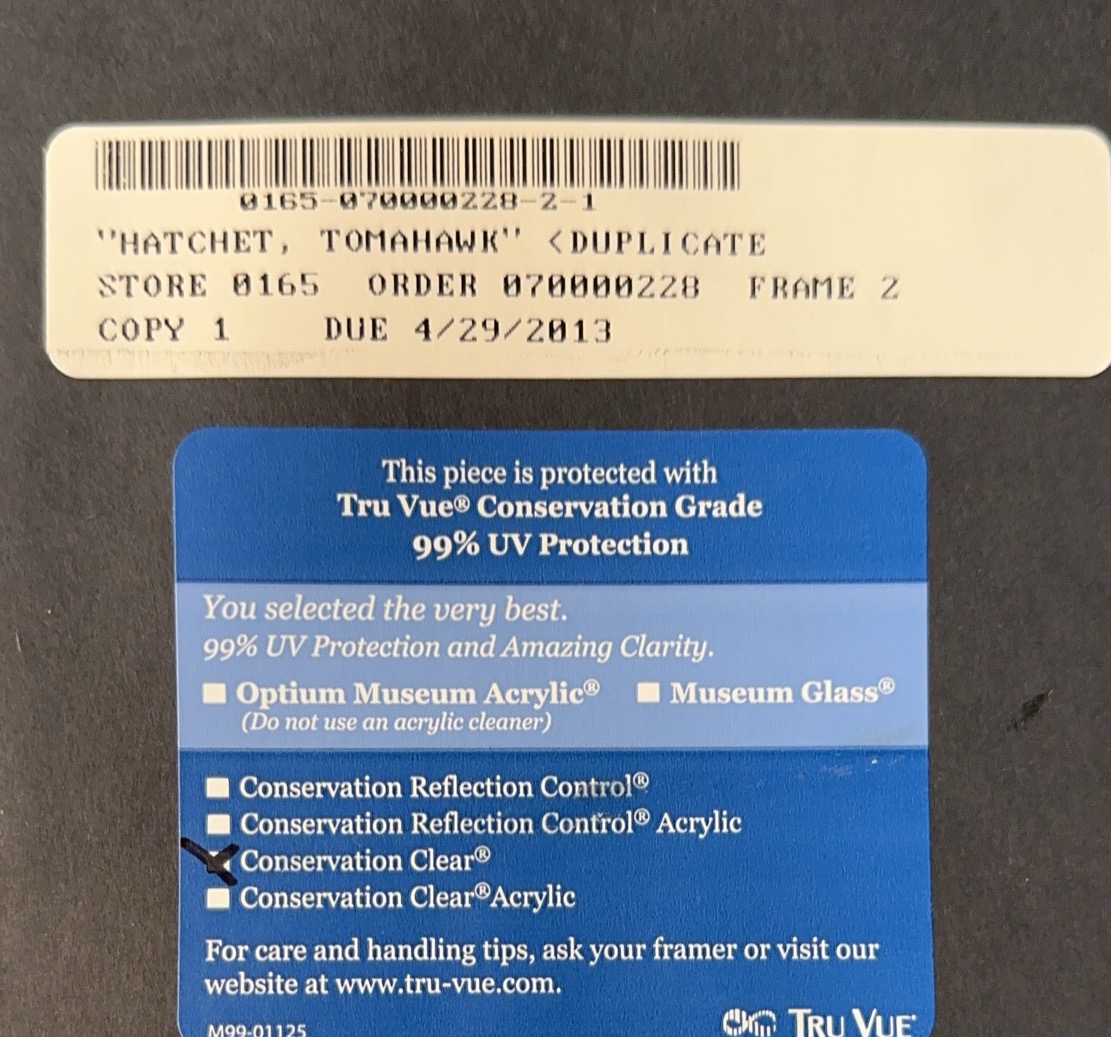 0165-070000228-2-1
"HATCHET, TOMAHAWK" <DUPLICATE
STORE 0165 ORDER 070000228 FRAME 2
COPY 1 DUE 4/29/2013
This piece is protected with
Tru Vue® Conservation Grade
99% UV Protection
You selected the very best.
99% UV Protection and Amazing Clarity.
Optium Museum Acrylic® Museum Glass®
(Do not use an acrylic cleaner)
Conservation Reflection Control®
Conservation Reflection Control® Acrylic
Conservation Clear®
Conservation Clear®Acrylic
For care and handling tips, ask your framer or visit our
website at www.tru-vue.com.
M99-01125 TRU VUE